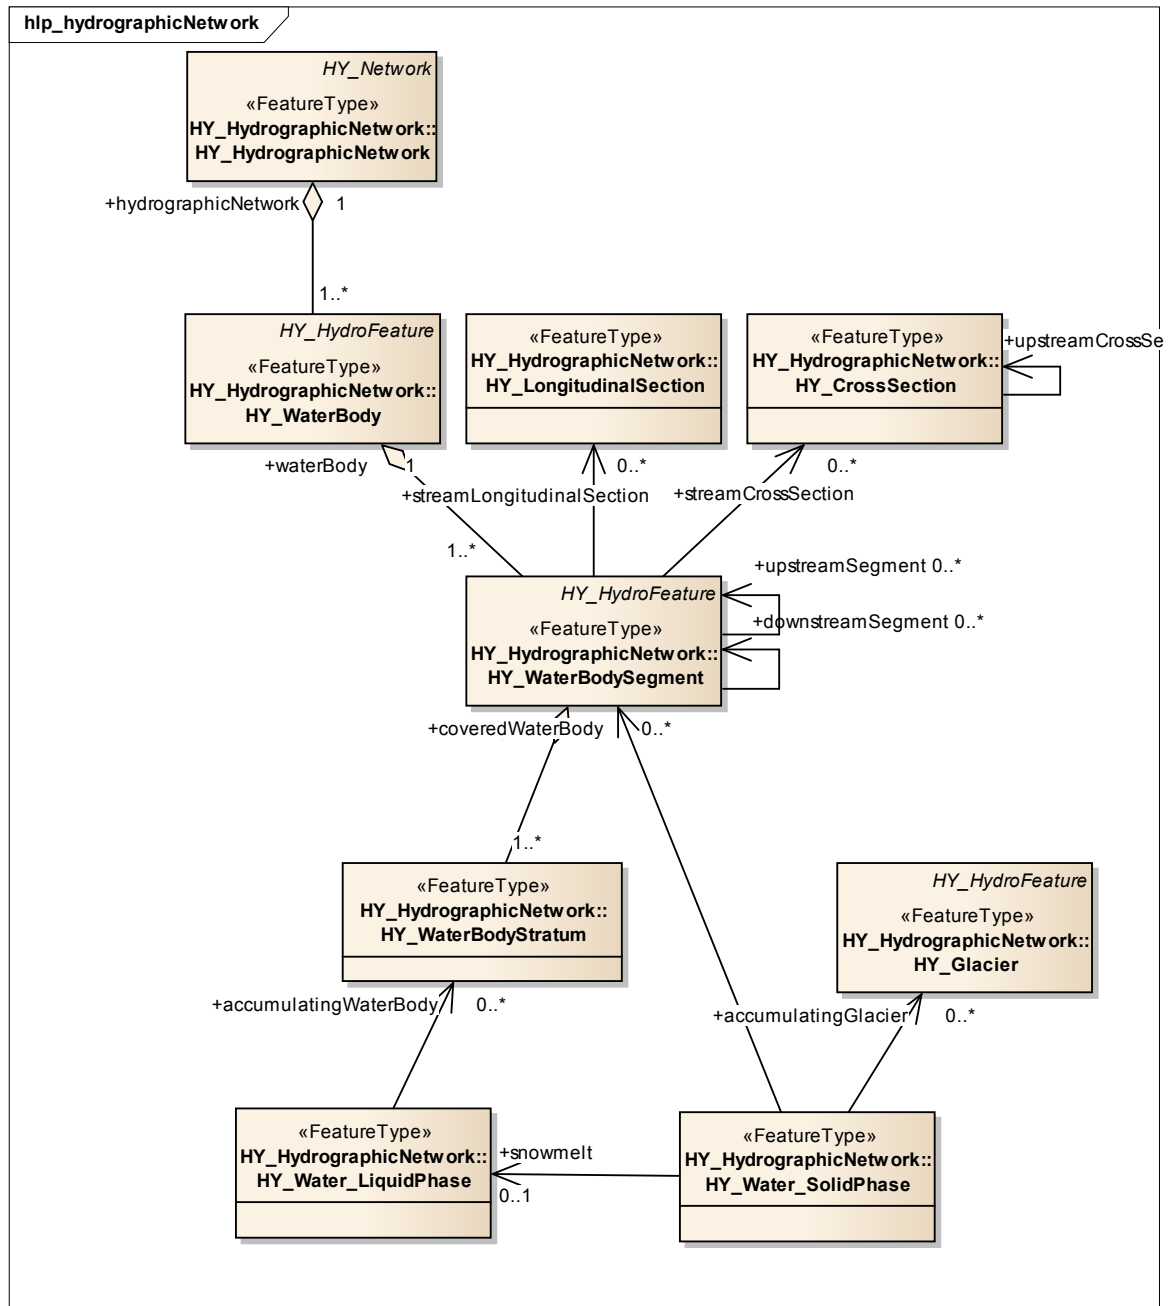 hlp_hydrographicNetwork
HY_Network
«FeatureType»
HY_HydrographicNetwork::
HY_HydrographicNetwork
+hydrographicNetwork 1
1..*
HY_HydroFeature
«FeatureType»
HY_HydrographicNetwork::
HY_WaterBody
«FeatureType»
HY_HydrographicNetwork::
HY_LongitudinalSection
«FeatureType»
HY_HydrographicNetwork::
HY_CrossSection
+upstreamCrossSe
+waterBody 1
0..*
0..*
+streamLongitudinalSection
+streamCrossSection
1..*
HY_HydroFeature
«FeatureType»
HY_HydrographicNetwork::
HY_WaterBodySegment
+upstreamSegment 0..*
+downstreamSegment 0..*
+coveredWaterBody 0..*
1..*
«FeatureType»
HY_HydrographicNetwork::
HY_WaterBodyStratum
HY_HydroFeature
«FeatureType»
HY_HydrographicNetwork::
HY_Glacier
+accumulatingWaterBody 0..*
+accumulatingGlacier 0..*
«FeatureType»
HY_HydrographicNetwork::
HY_Water_LiquidPhase
+snowmelt
0..1
«FeatureType»
HY_HydrographicNetwork::
HY_Water_SolidPhase